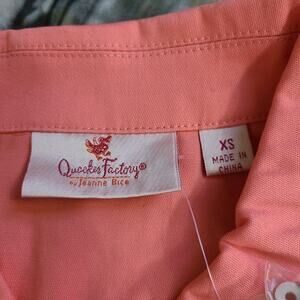 Quacker Factory®
by Jeanne Bice
XS
MADE IN
CHINA